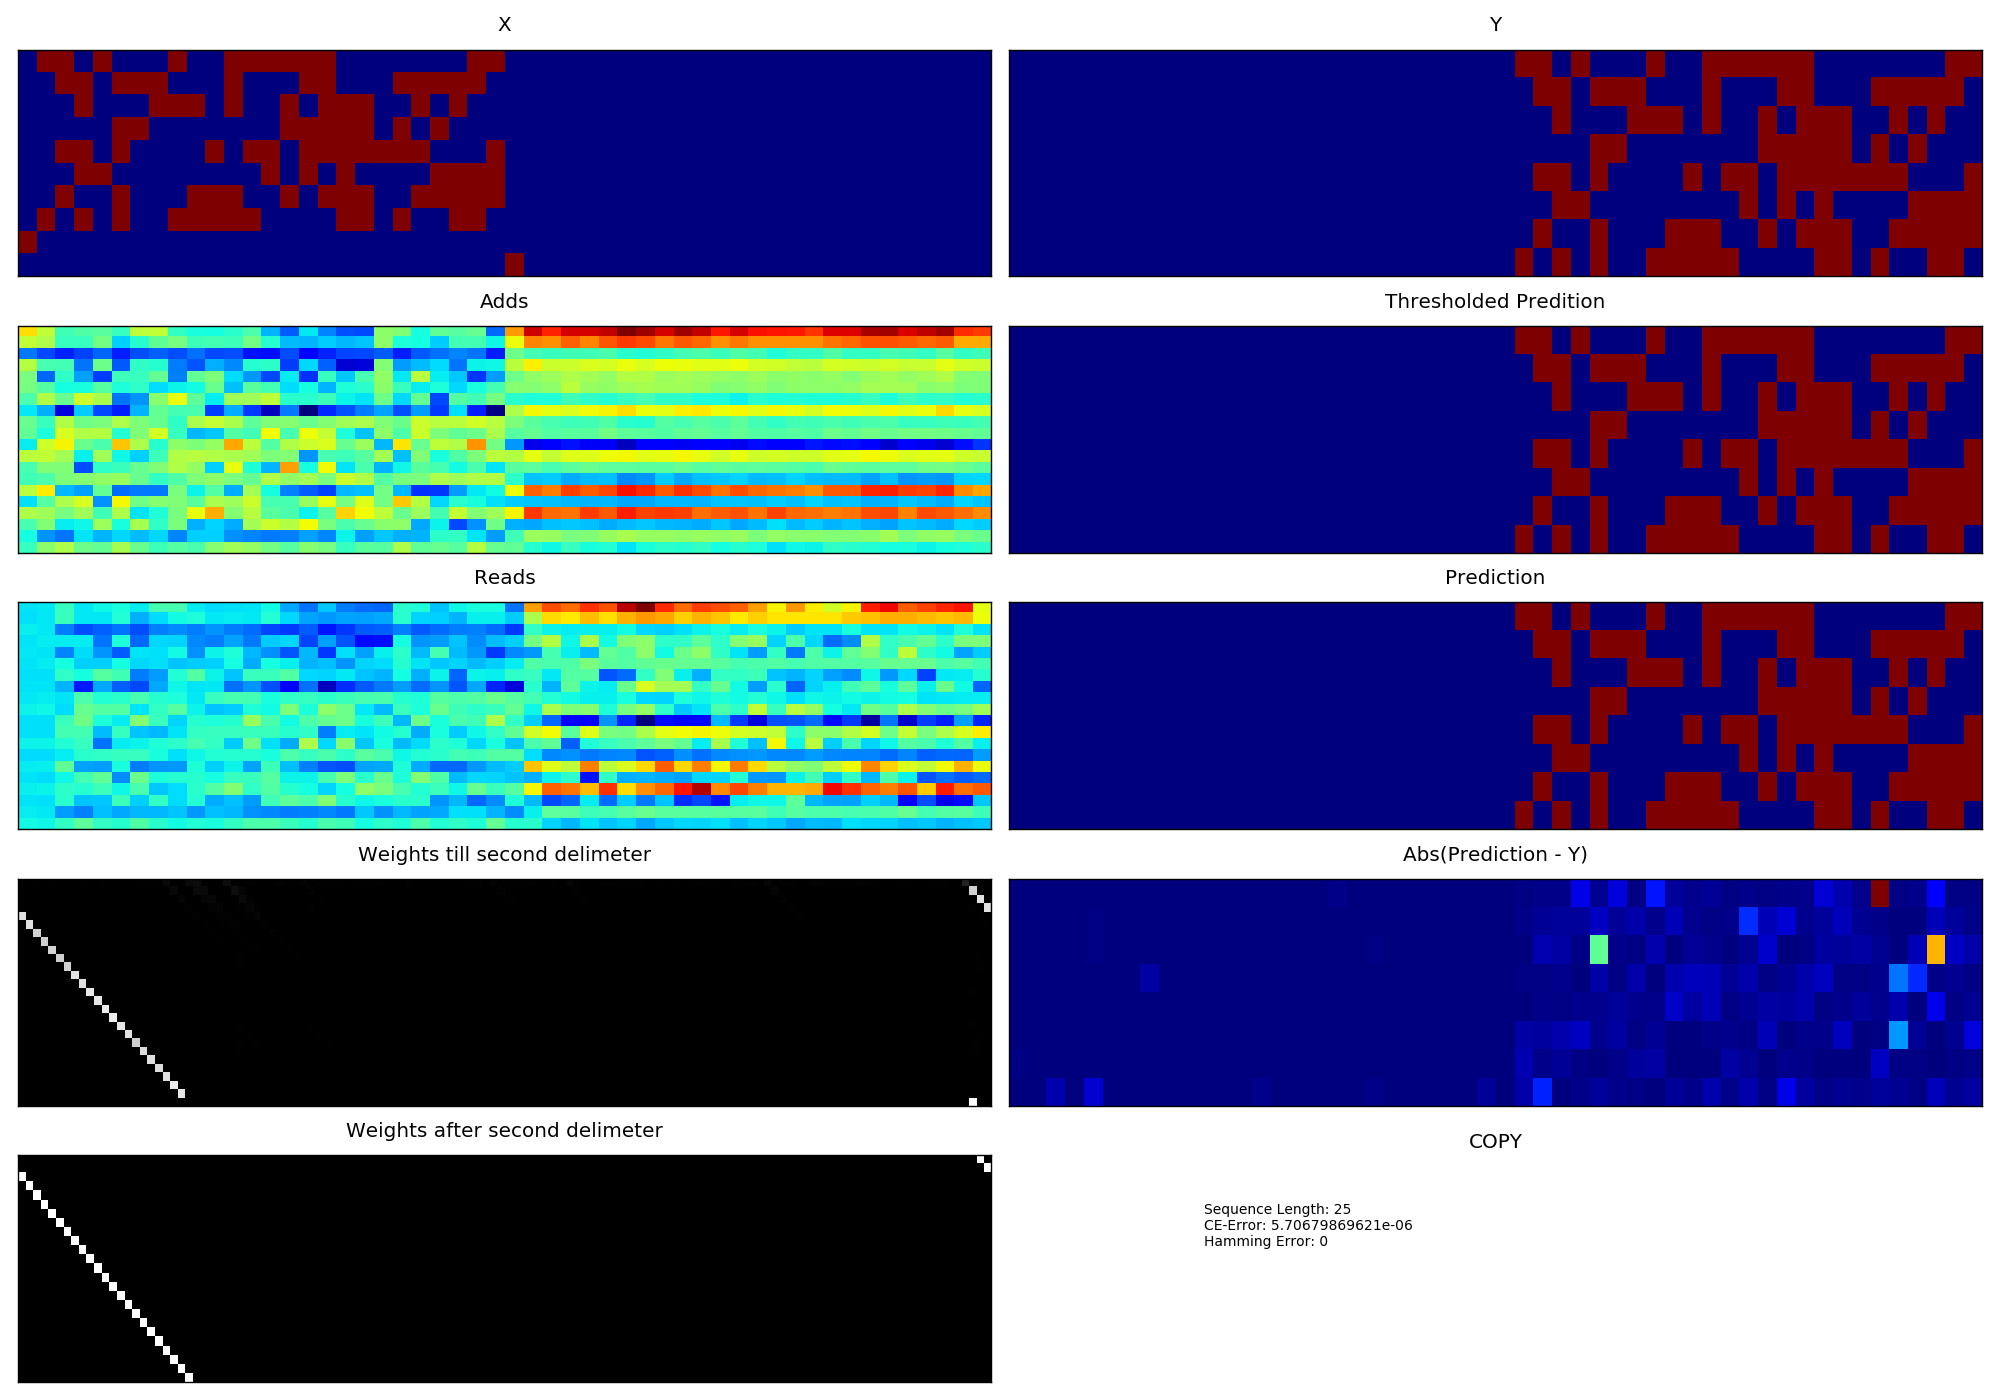 X
Y
Adds
Thresholded Predition
Reads
Prediction
Weights till second delimeter
Abs(Prediction - Y)
Weights after second delimeter
COPY
Sequence Length: 25
CE-Error: 5.70679869621e-06
Hamming Error: 0